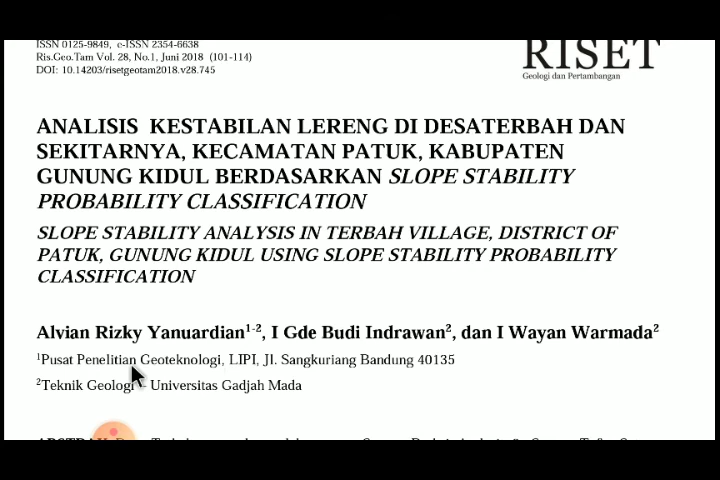 ISSN 0125-9849, e-ISSN 2354-6638
Ris.Geo.Tam Vol. 28, No.1, Juni 2018 (101-114)
DOI: 10.14203/risetgeotam2018.v28.745
RISET
Geologi dan Pertambangan
ANALISIS KESTABILAN LERENG DI DESATERBAH DAN
SEKITARNYA, KECAMATAN PATUK, KABUPATEN
GUNUNG KIDUL BERDASARKAN SLOPE STABILITY
PROBABILITY CLASSIFICATION
SLOPE STABILITY ANALYSIS IN TERBAH VILLAGE, DISTRICT OF
PATUK, GUNUNG KIDUL USING SLOPE STABILITY PROBABILITY
CLASSIFICATION
Alvian Rizky Yanuardian1-2, I Gde Budi Indrawan2, dan I Wayan Warmada2
1Pusat Penelitian Geoteknologi, LIPI, Jl. Sangkuriang Bandung 40135
2Teknik Geologi – Universitas Gadjah Mada